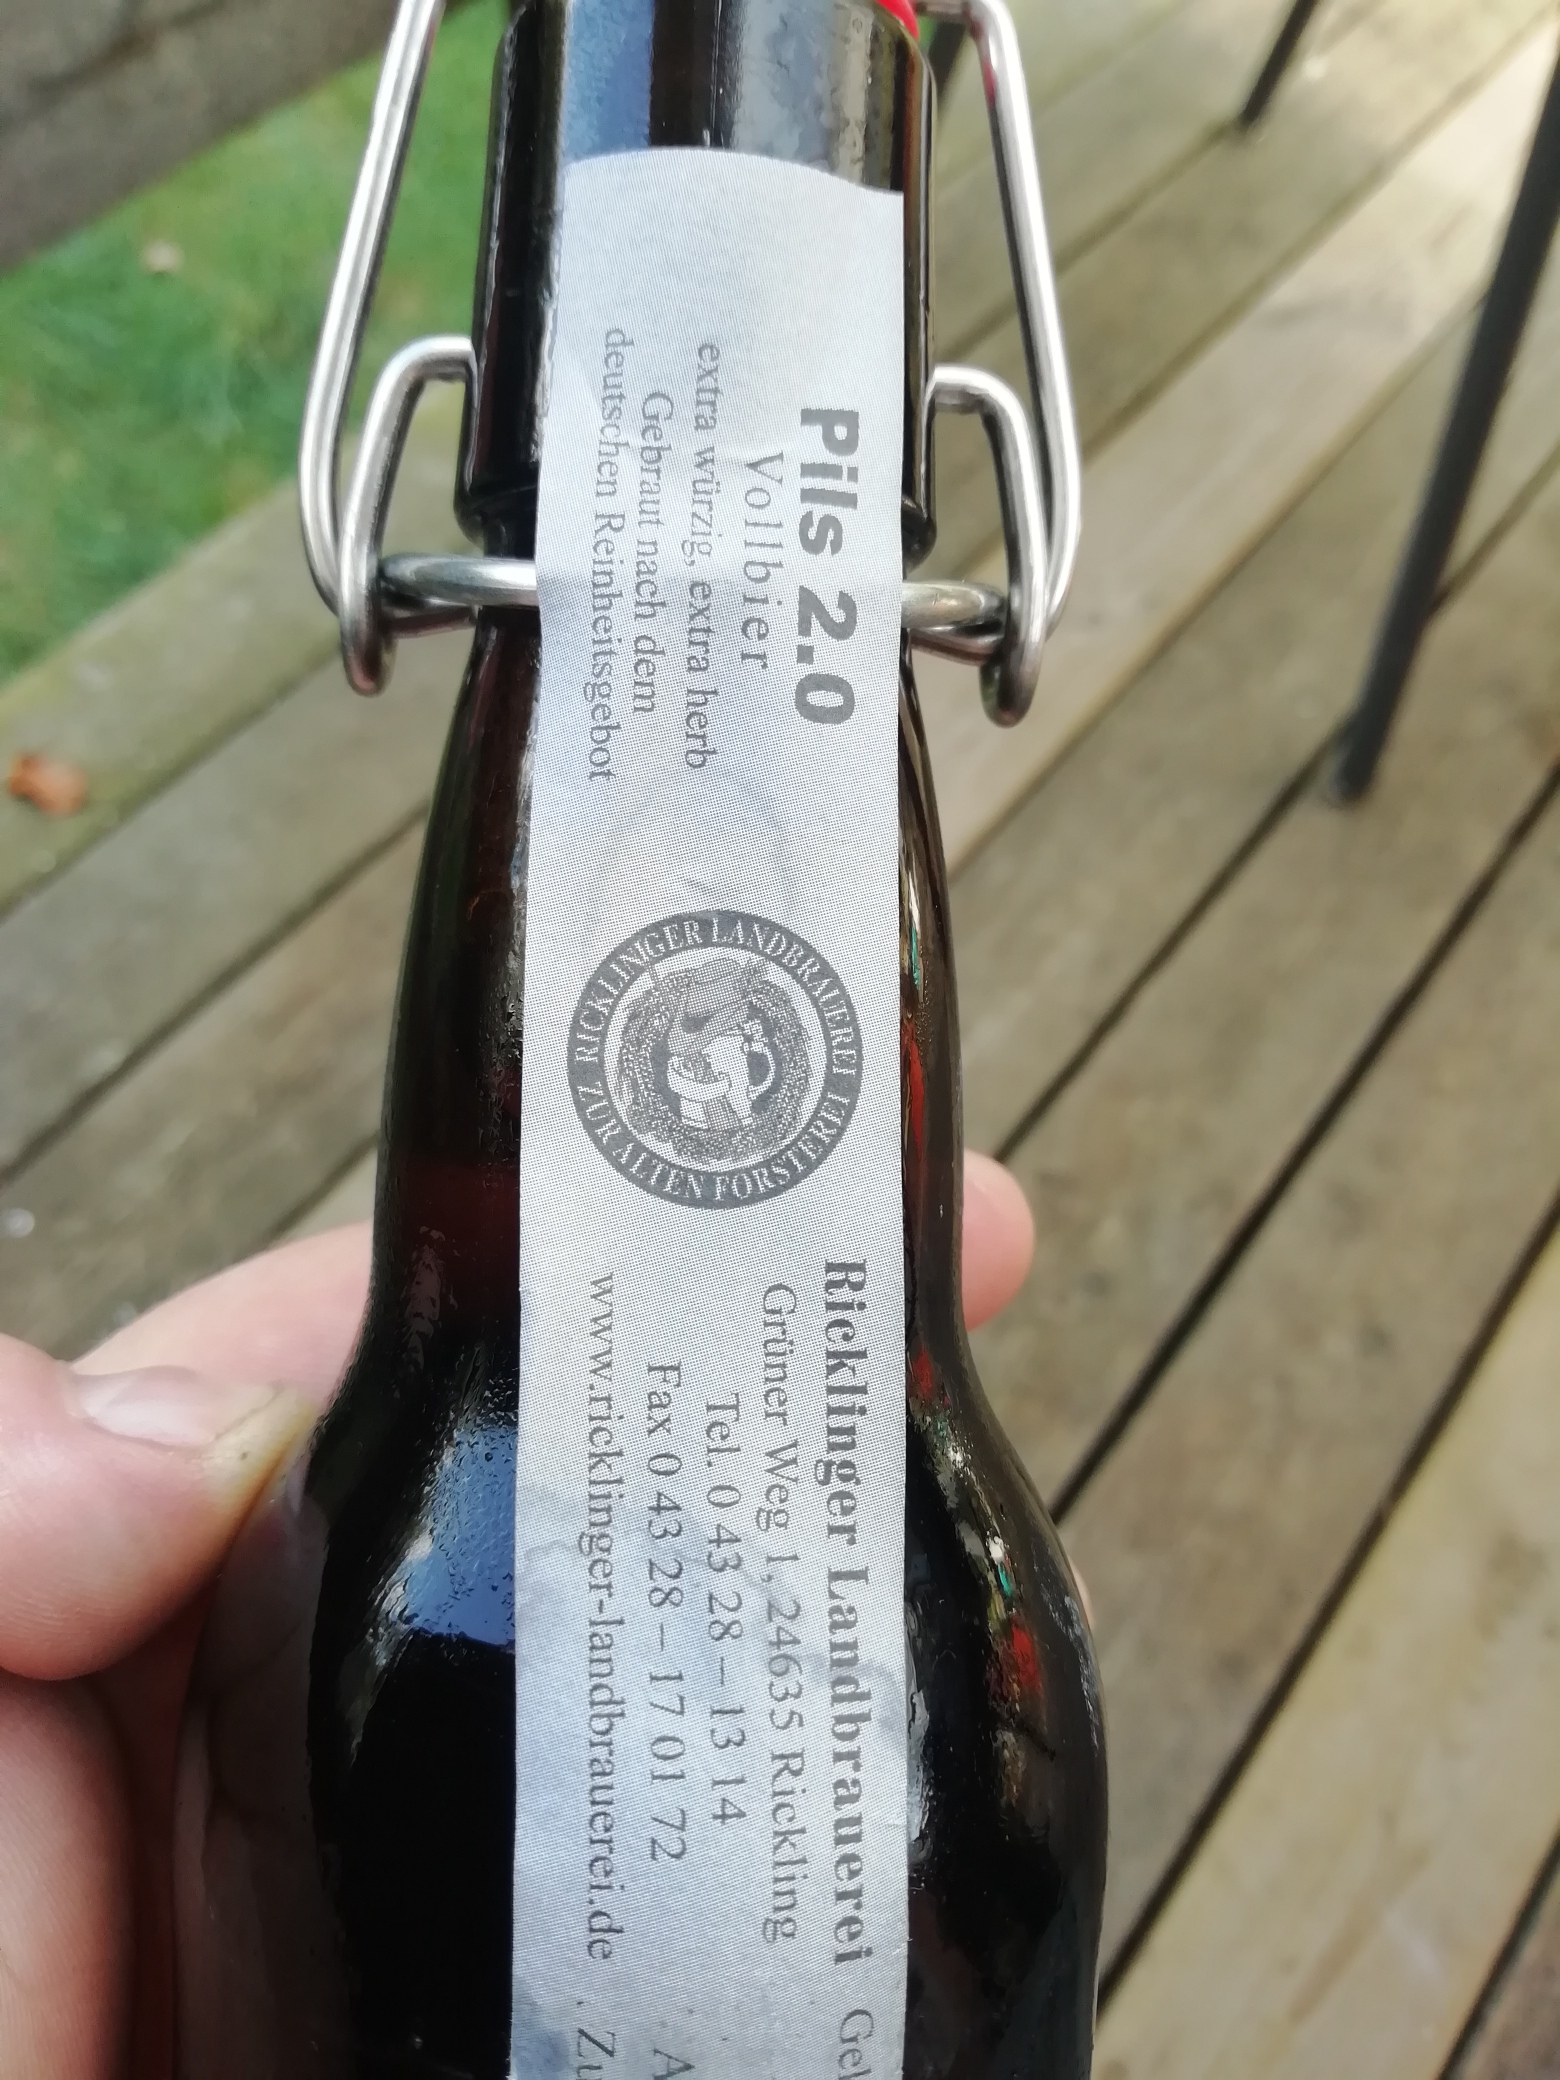 Pils 2.0
Vollbier
extra würzig, extra herb
Gebraut nach dem
deutschen Reinheitsgebot
RICKLINGER LANDBRAUEREI
ZUR ALTEN FORSTEREI
Ricklinger Landbrauerei
Grüner Weg 1, 24635 Rickling
Tel. 0 43 28 – 13 14
Fax 0 43 28 – 17 01 72
www.ricklinger-landbrauerei.de